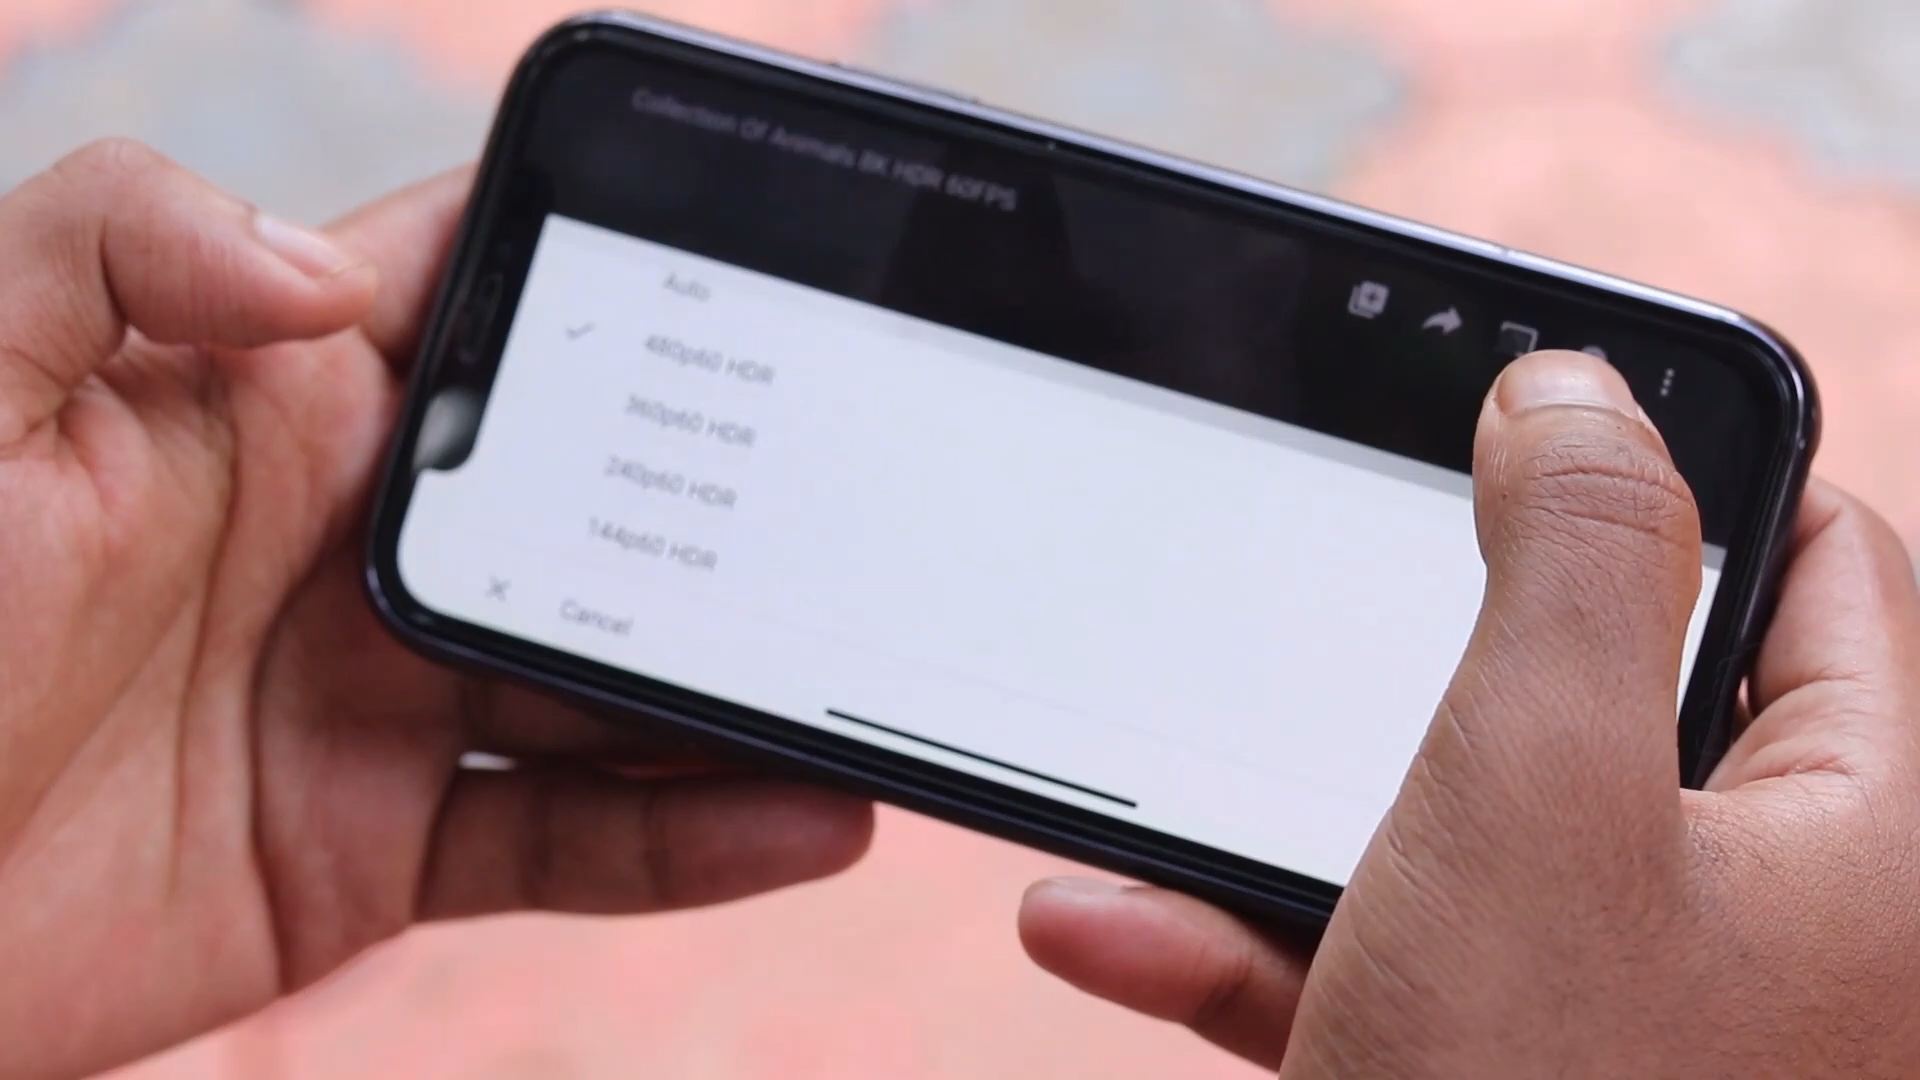 Collection Of Animals 8K HDR 60FPS
Auto
480p60 HDR
360p60 HDR
240p60 HDR
144p60 HDR
Cancel